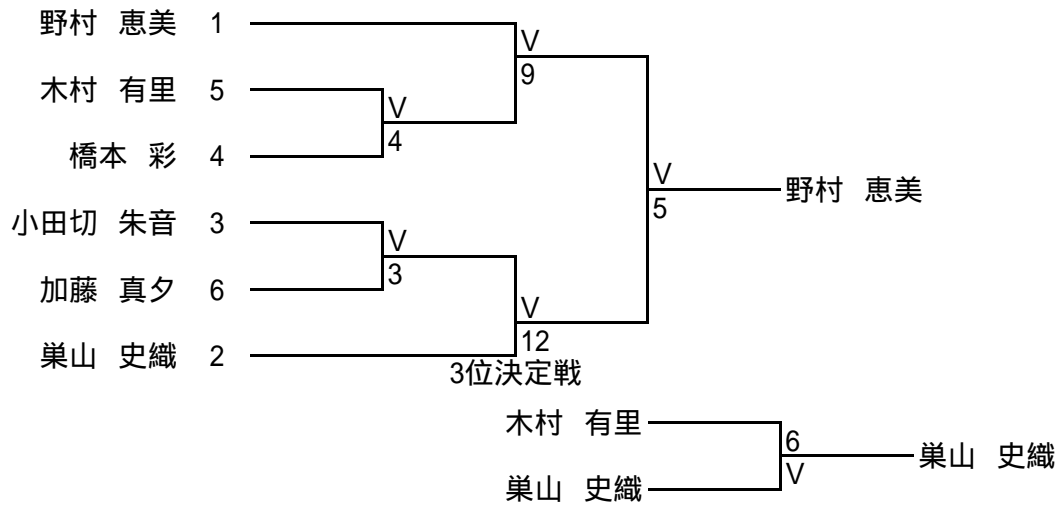 野村 恵美 1
V
9
木村 有里 5
V
4
橋本 彩 4
V
5
野村 恵美
小田切 朱音 3
V
3
加藤 真夕 6
V
12
巣山 史織 2
3位決定戦
木村 有里
6
V
巣山 史織
巣山 史織